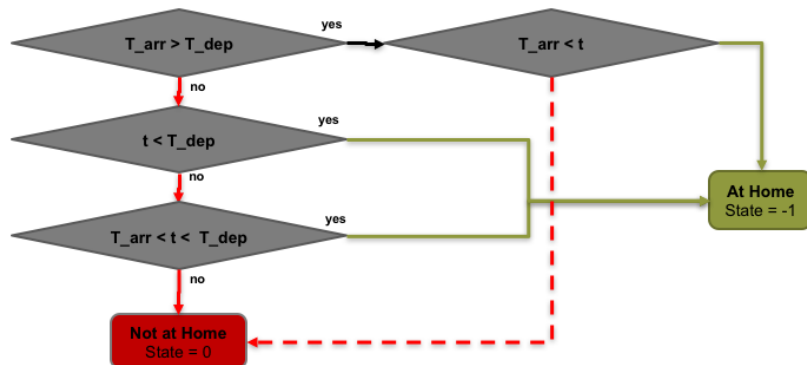 yes
T_arr > T_dep
T_arr < t
no
yes
t < T_dep
no
At Home
State = -1
yes
T_arr < t <  T_dep
no
Not at Home
State = 0